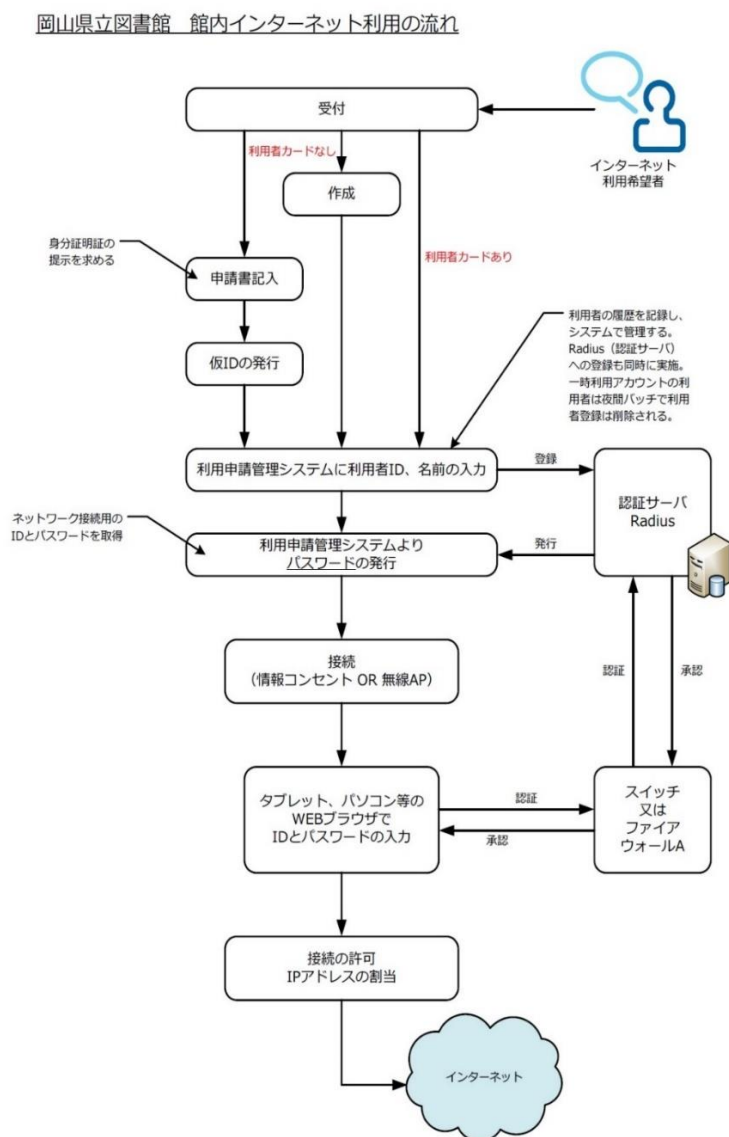 岡山県立図書館　館内インターネット利用の流れ
受付
インターネット
利用希望者
利用者カードなし
作成
身分証明証の
提示を求める
申請書記入
利用者カードあり
利用者の履歴を記録し、
システムで管理する。
Radius（認証サーバ）
への登録も同時に実施。
一時利用アカウントの利
用者は夜間バッチで利用
者登録は削除される。
仮IDの発行
利用申請管理システムに利用者ID、名前の入力
登録
認証サーバ
Radius
ネットワーク接続用の
IDとパスワードを取得
利用申請管理システムより
パスワードの発行
発行
接続
（情報コンセント OR 無線AP）
認証
承認
タブレット、パソコン等の
WEBブラウザで
IDとパスワードの入力
認証
承認
スイッチ
又は
ファイア
ウォールA
接続の許可
IPアドレスの割当
インターネット